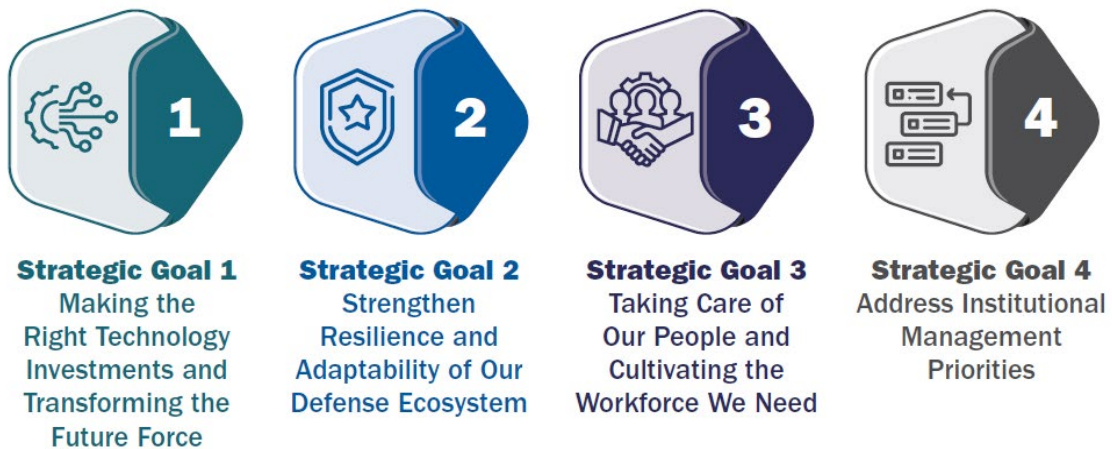 1
Strategic Goal 1
Making the
Right Technology
Investments and
Transforming the
Future Force
2
Strategic Goal 2
Strengthen
Resilience and
Adaptability of Our
Defense Ecosystem
3
Strategic Goal 3
Taking Care of
Our People and
Cultivating the
Workforce We Need
4
Strategic Goal 4
Address Institutional
Management
Priorities